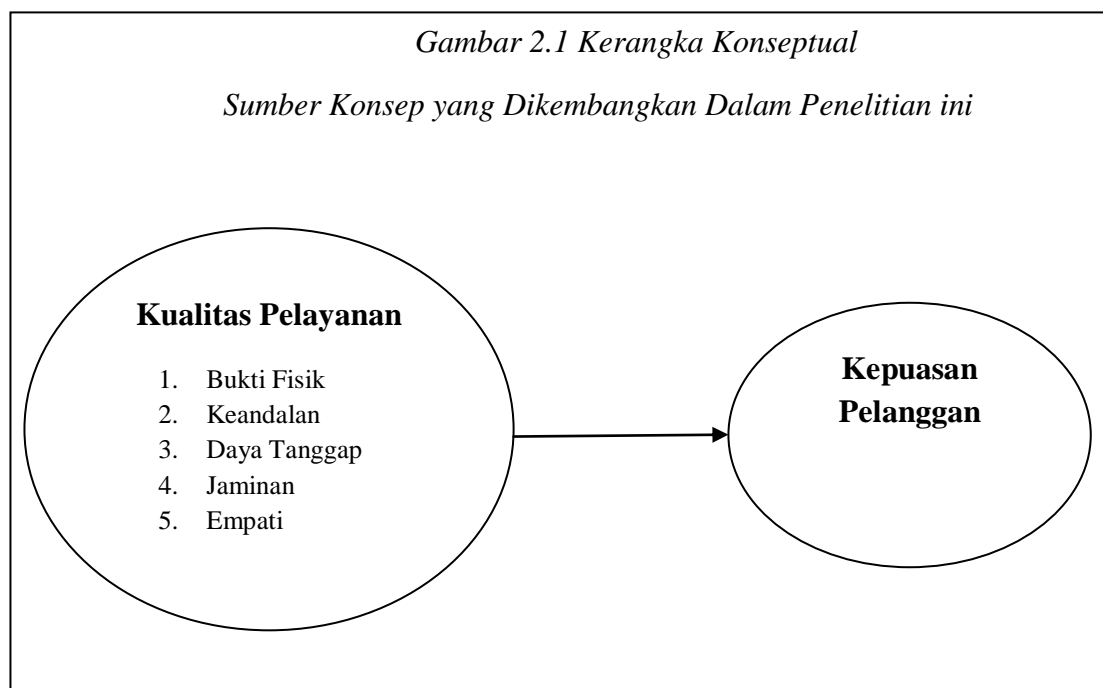 Gambar 2.1 Kerangka Konseptual
Sumber Konsep yang Dikembangkan Dalam Penelitian ini
Kualitas Pelayanan
1. Bukti Fisik
2. Keandalan
3. Daya Tanggap
4. Jaminan
5. Empati
Kepuasan
Pelanggan